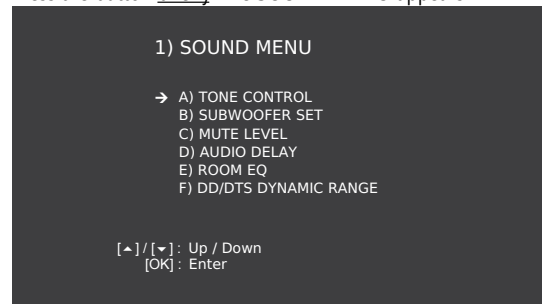 1) SOUND MENU
→ A) TONE CONTROL
B) SUBWOOFER SET
C) MUTE LEVEL
D) AUDIO DELAY
E) ROOM EQ
F) DD/DTS DYNAMIC RANGE
[▲] / [▼] : Up / Down
[OK] : Enter